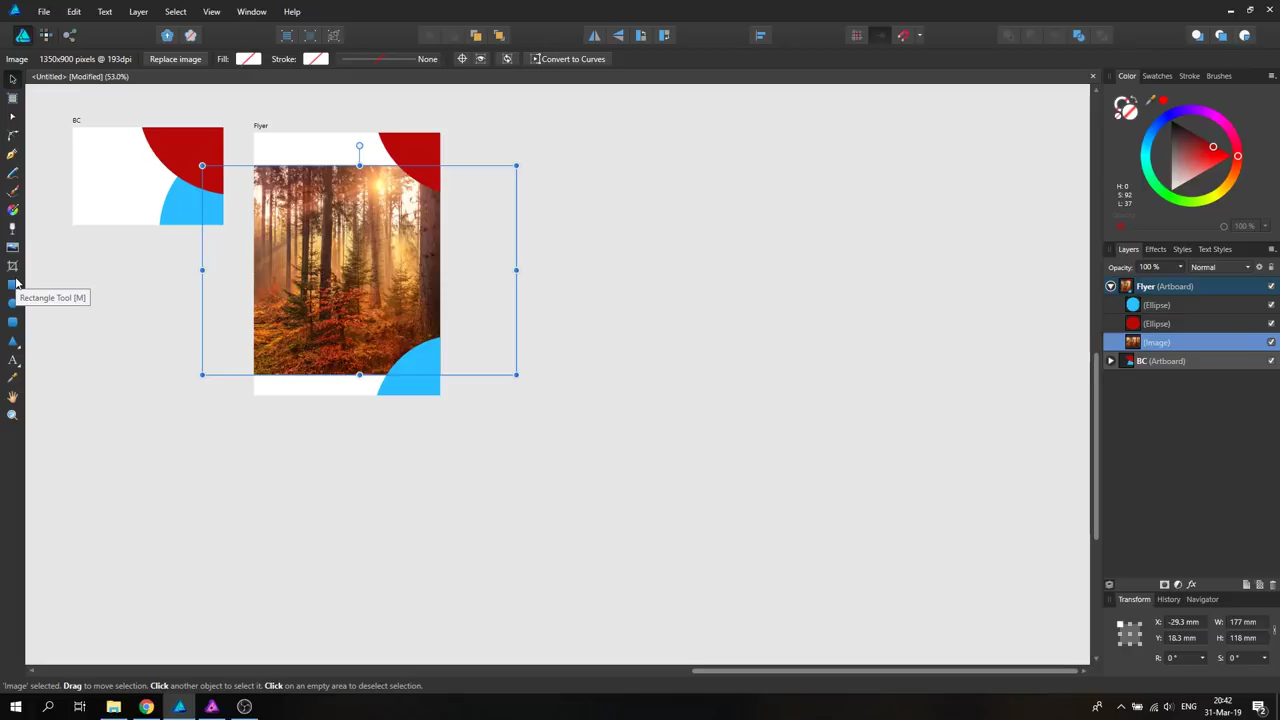 File Edit Text Layer Select View Window Help
Image 1350x900 pixels @ 193dpi Replace image Fill: Stroke: None Convert to Curves
<Untitled> [Modified] (53.0%)
Color Swatches Stroke Brushes
BC
Flyer
H: 0
S: 92
L: 37
Opacity
100 %
Layers Effects Styles Text Styles
Opacity: 100 % Normal
Flyer (Artboard)
(Ellipse)
(Ellipse)
(Image)
BC (Artboard)
Rectangle Tool [M]
Transform History Navigator
X: -29.3 mm W: 177 mm
Y: 18.3 mm H: 118 mm
R: 0 ° S: 0 °
'Image' selected. Drag to move selection. Click another object to select it. Click on an empty area to deselect selection.
20:42
31-Mar-19